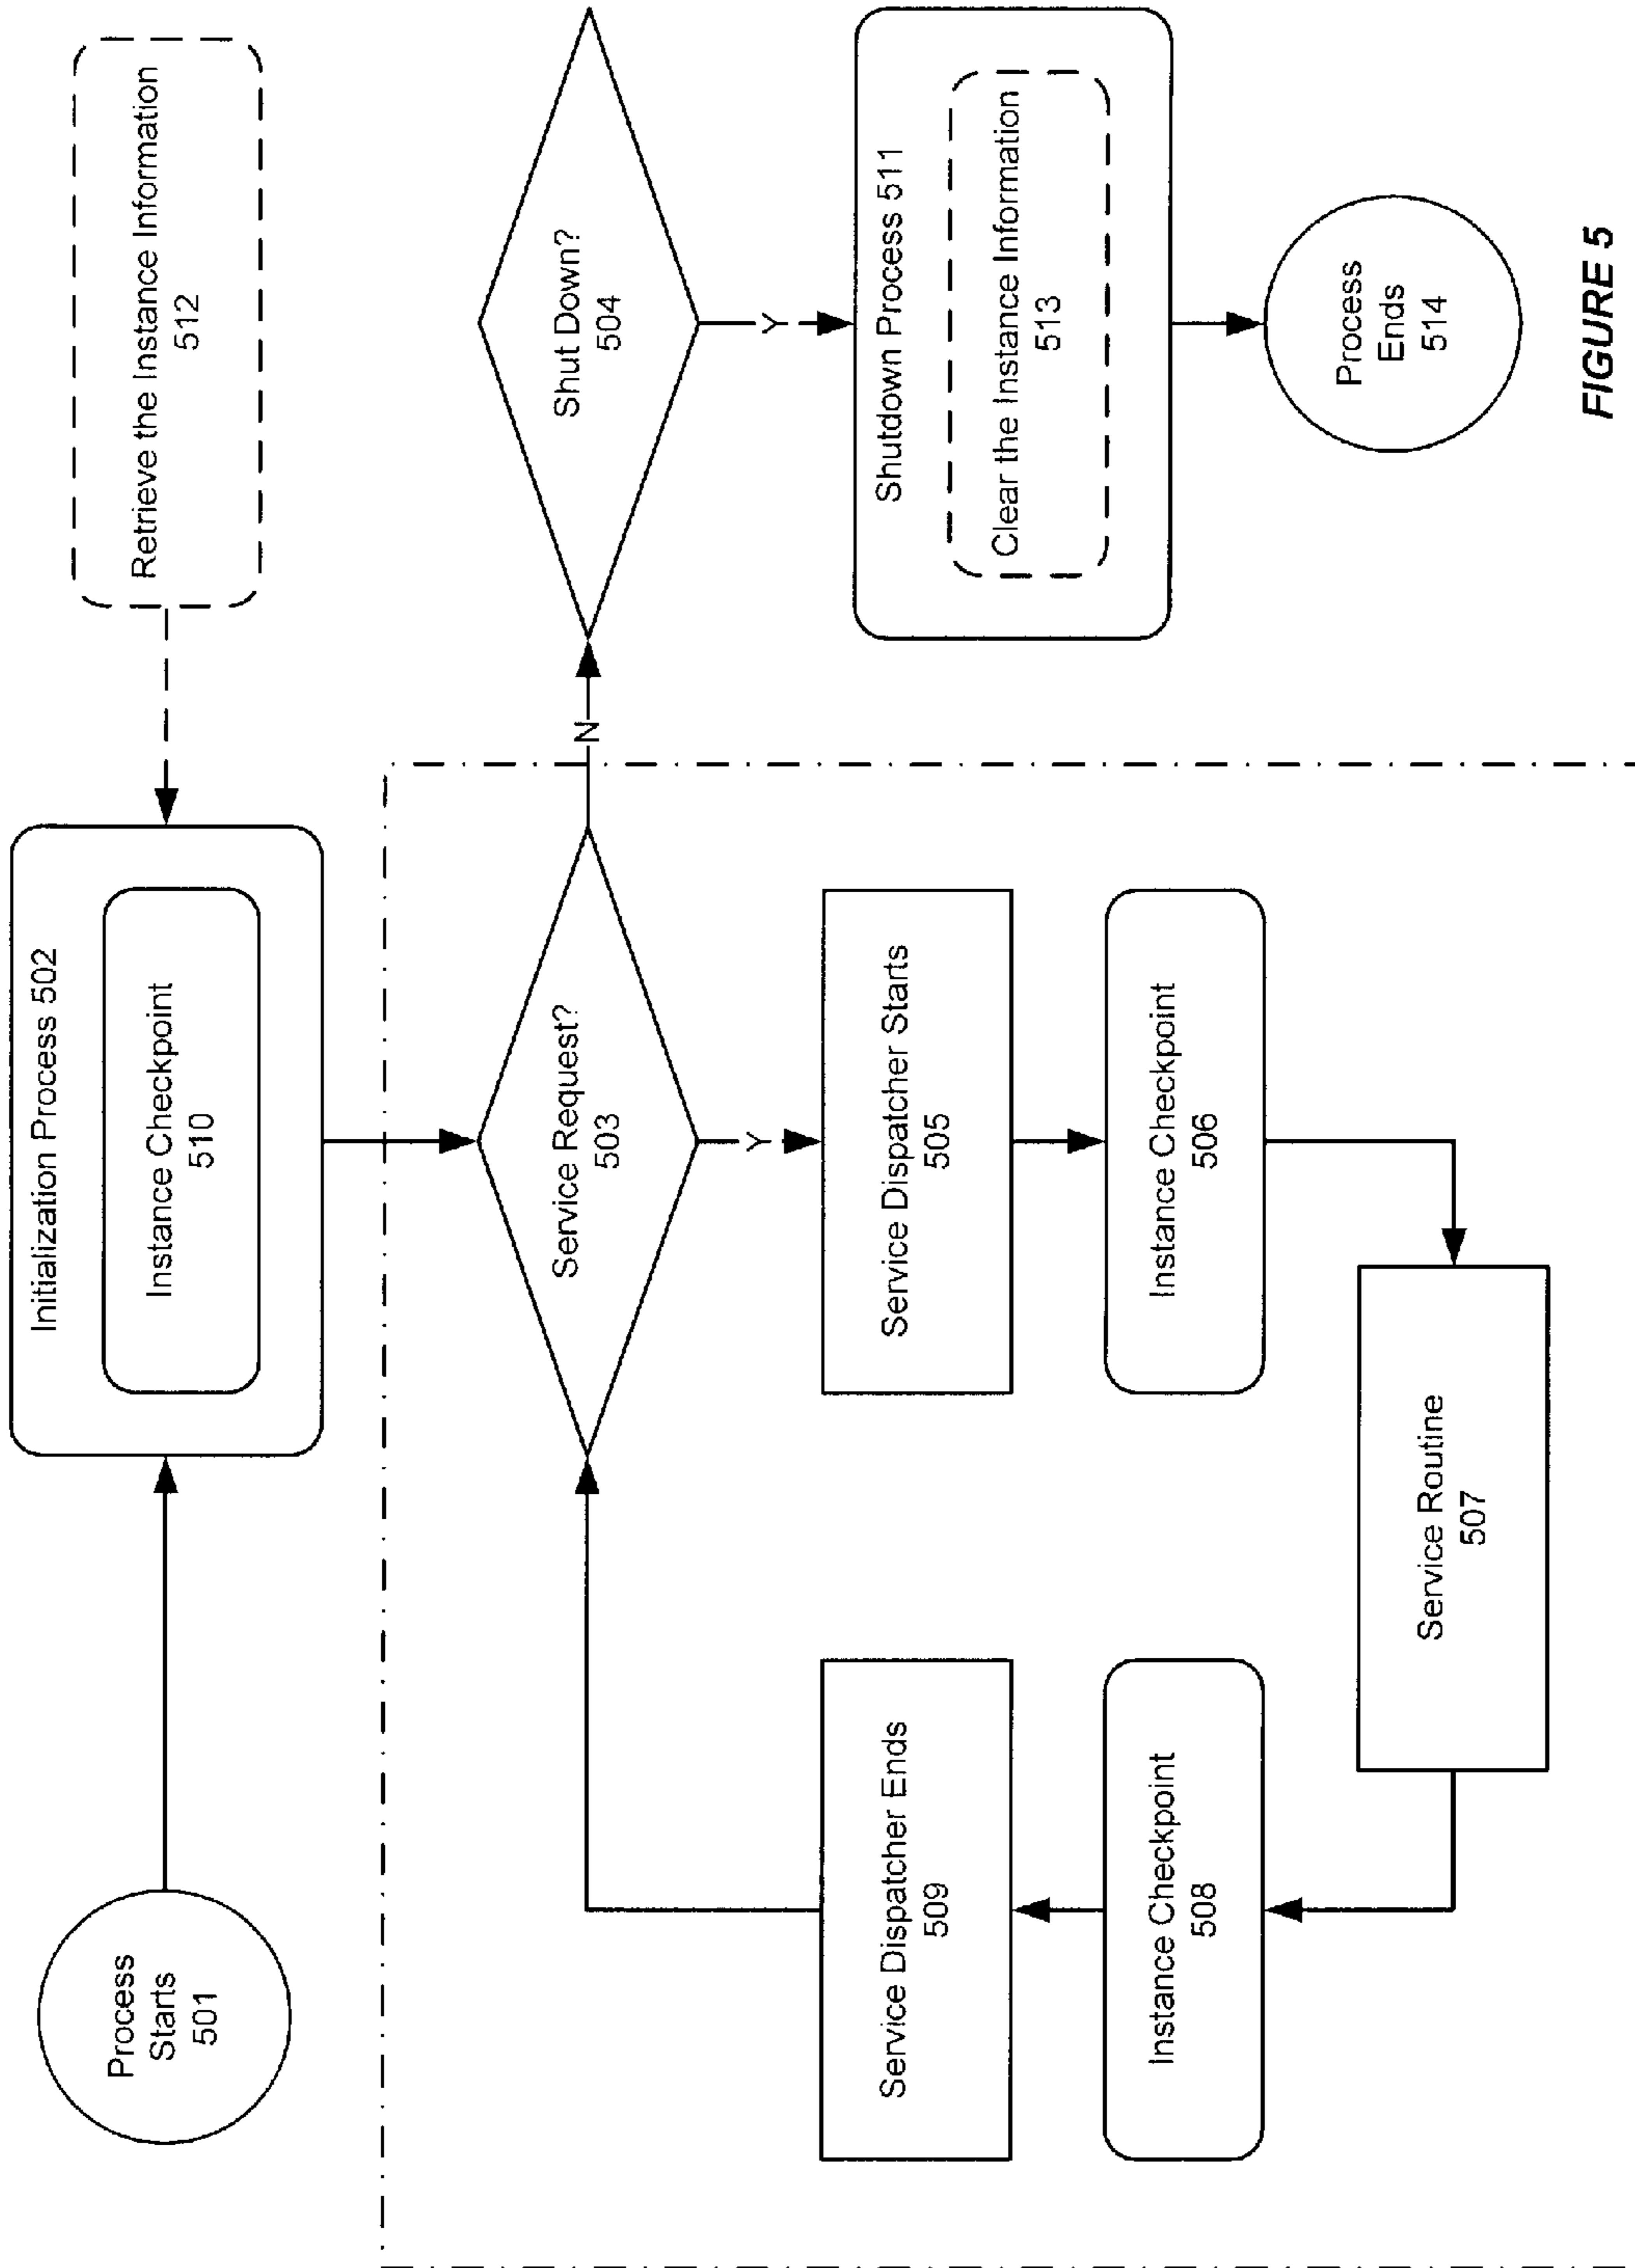 Process
Starts
501
Initialization Process 502
Instance Checkpoint
510
Retrieve the Instance Information
512
Service Request?
503
N
Shut Down?
504
Y
Y
Service Dispatcher Ends
509
Service Dispatcher Starts
505
Shutdown Process 511
Clear the Instance Information
513
Instance Checkpoint
508
Instance Checkpoint
506
Service Routine
507
Process
Ends
514
FIGURE 5